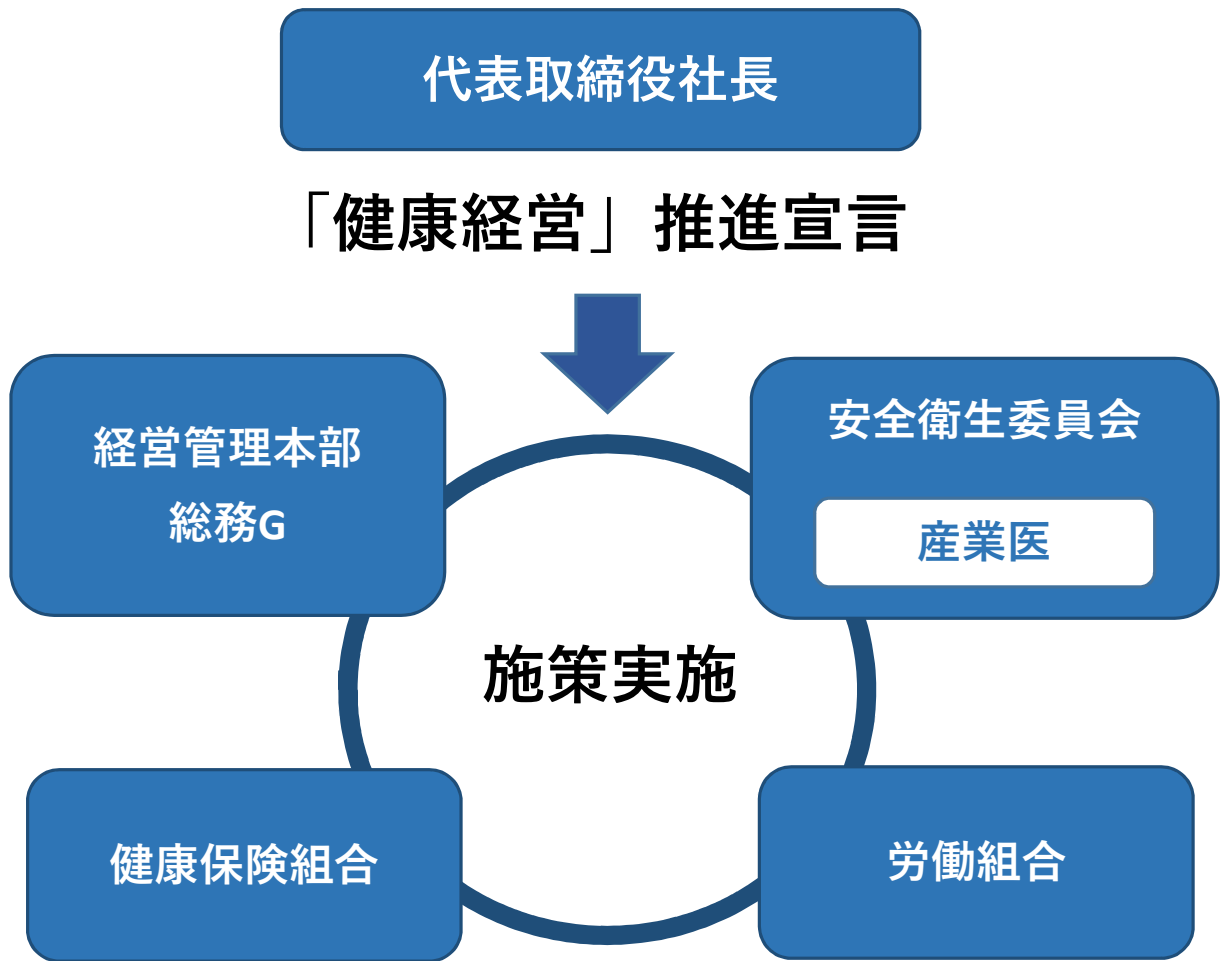 代表取締役社長
「健康経営」推進宣言
経営管理本部
総務G
安全衛生委員会
産業医
施策実施
健康保険組合
労働組合